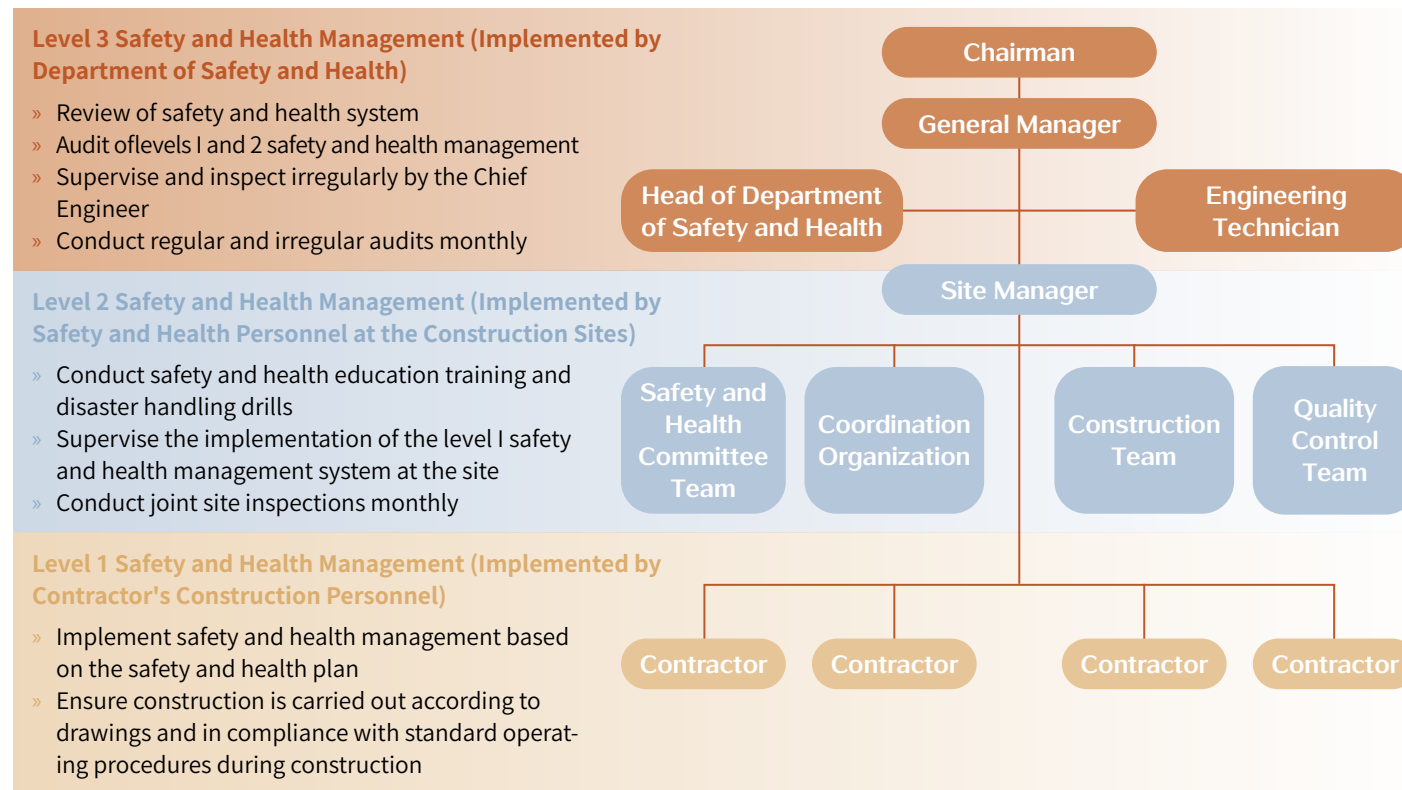 Level 3 Safety and Health Management (Implemented by
Department of Safety and Health)
» Review of safety and health system
» Audit oflevels I and 2 safety and health management
» Supervise and inspect irregularly by the Chief
Engineer
» Conduct regular and irregular audits monthly
Chairman
General Manager
Head of Department
of Safety and Health
Engineering
Technician
Level 2 Safety and Health Management (Implemented by
Safety and Health Personnel at the Construction Sites)
» Conduct safety and health education training and
disaster handling drills
» Supervise the implementation of the level I safety
and health management system at the site
» Conduct joint site inspections monthly
Site Manager
Safety and
Health
Committee
Team
Coordination
Organization
Construction
Team
Quality
Control
Team
Level 1 Safety and Health Management (Implemented by
Contractor's Construction Personnel)
» Implement safety and health management based
on the safety and health plan
» Ensure construction is carried out according to
drawings and in compliance with standard operat-
ing procedures during construction
Contractor
Contractor
Contractor
Contractor